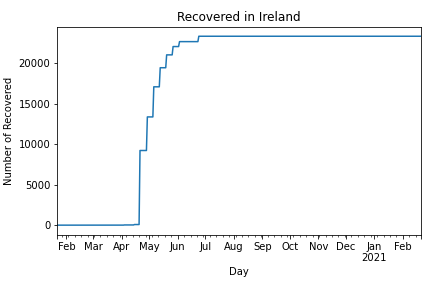 Recovered in Ireland
Number of Recovered
20000
15000
10000
5000
0
Feb Mar Apr May Jun Jul Aug Sep Oct Nov Dec Jan Feb
2021
Day